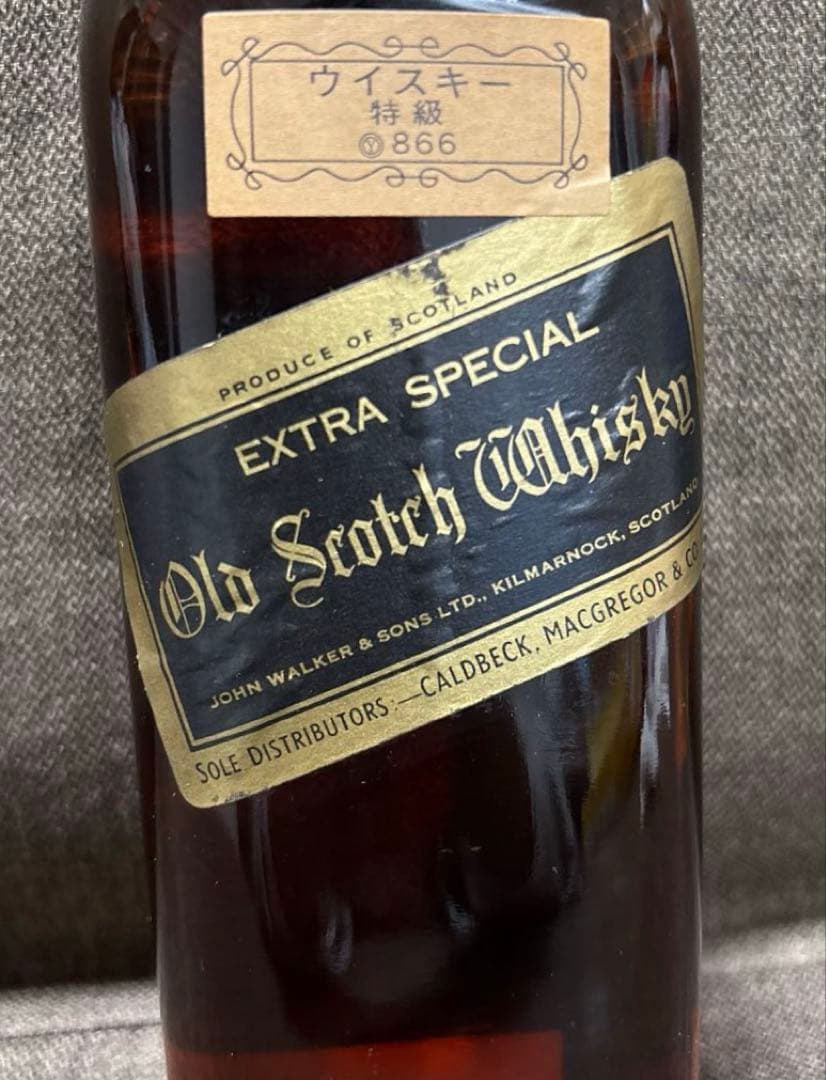 ウイスキー
特級
Ⓨ866
PRODUCE OF SCOTLAND
EXTRA SPECIAL
Old Scotch Whisky
JOHN WALKER & SONS LTD., KILMARNOCK, SCOTLAND
SOLE DISTRIBUTORS:—CALDBECK, MACGREGOR & CO